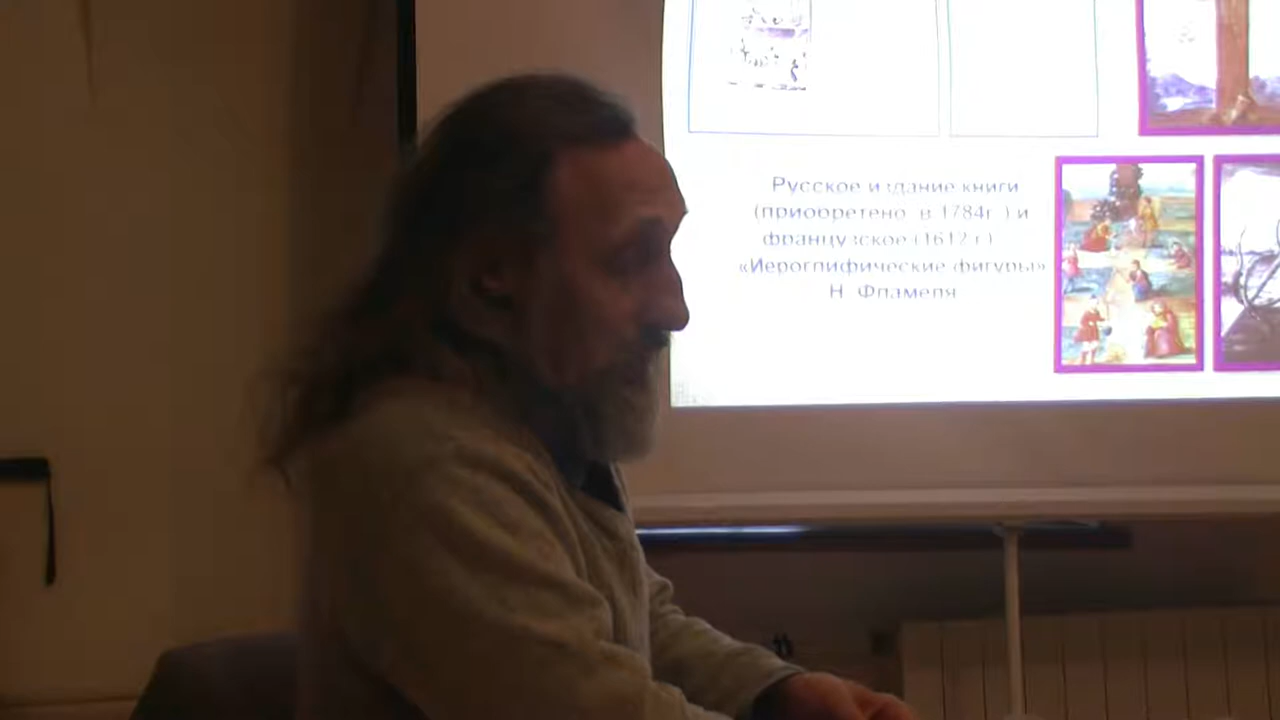 Русское издание книги
(приобретено в 1784г.) и
французское (1612 г.)
«Иероглифические фигуры»
Н. Фламеля